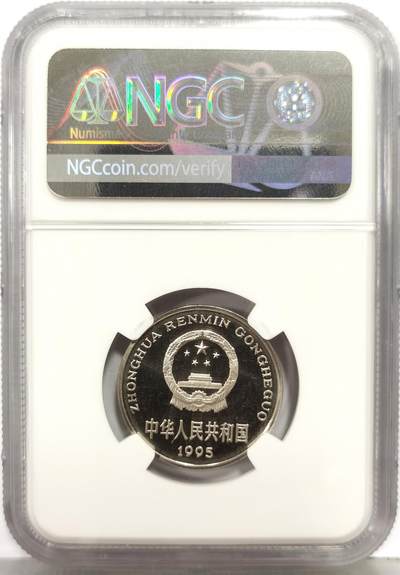 NGC
NGCcoin.com/verify
ZHONGHUA RENMIN GONGHEGUO
中华人民共和国
1995